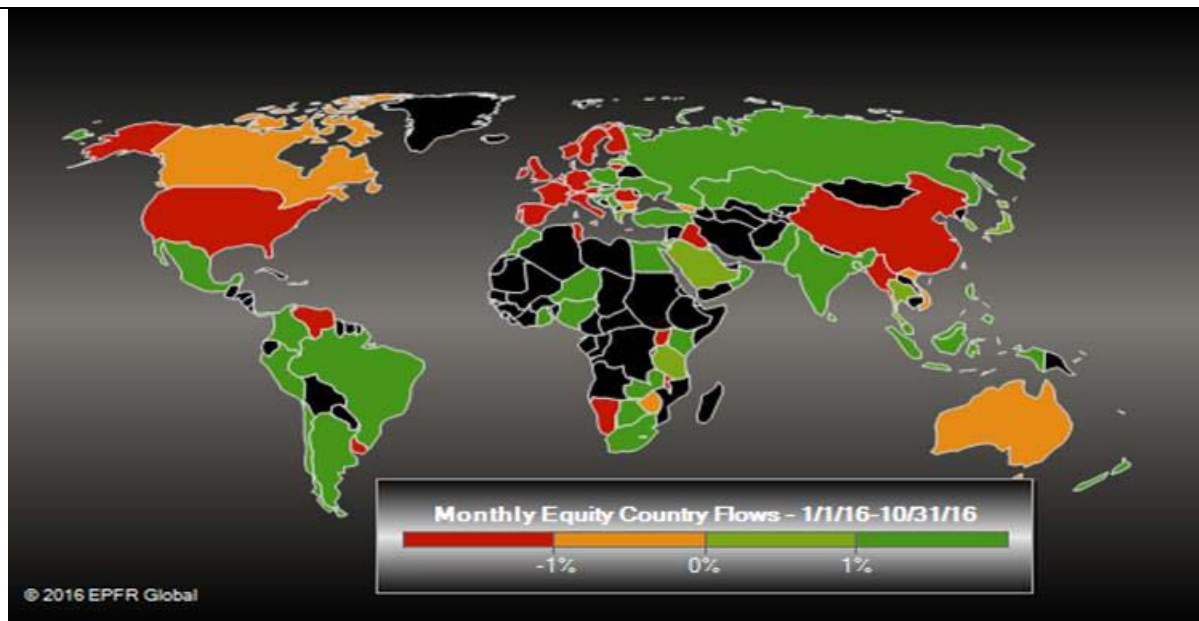 Monthly Equity Country Flows - 1/1/16-10/31/16
-1% 0% 1%
© 2016 EPFR Global